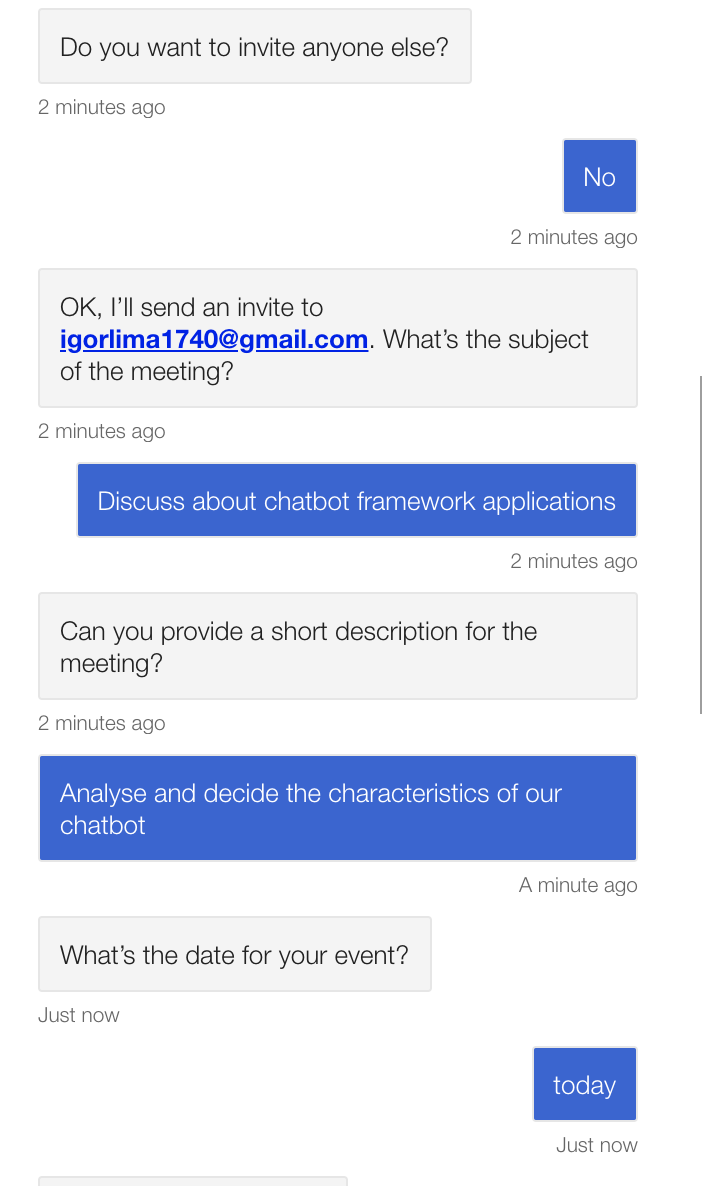 Do you want to invite anyone else?
2 minutes ago
No
2 minutes ago
OK, I’ll send an invite to
igorlima1740@gmail.com. What’s the subject
of the meeting?
2 minutes ago
Discuss about chatbot framework applications
2 minutes ago
Can you provide a short description for the
meeting?
2 minutes ago
Analyse and decide the characteristics of our
chatbot
A minute ago
What’s the date for your event?
Just now
today
Just now